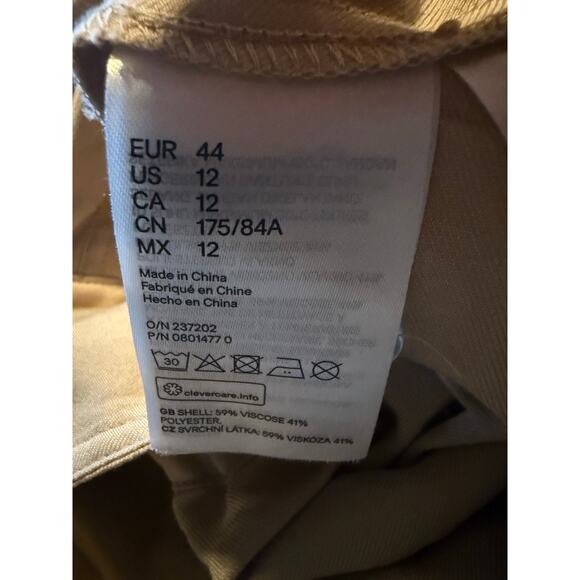 EUR 44
US 12
CA 12
CN 175/84A
MX 12
Made in China
Fabriqué en Chine
Hecho en China
O/N 237202
P/N 0801477 0
30
clevercare.info
GB SHELL: 59% VISCOSE 41%
POLYESTER.
CZ SVRCHNÍ LÁTKA: 59% VISKÓZA 41%